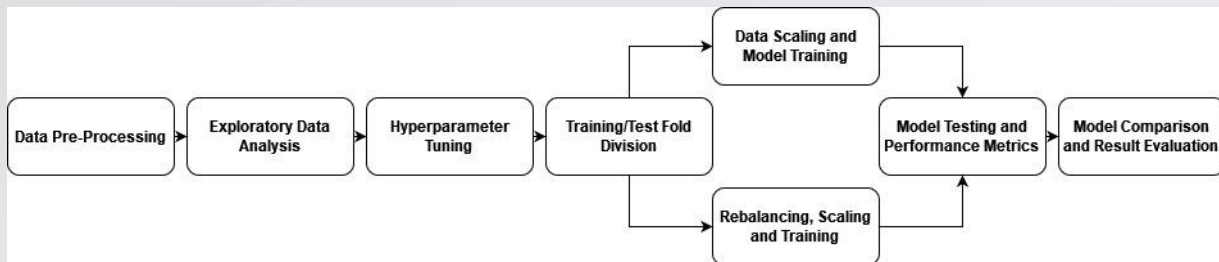 Data Pre-Processing
Exploratory Data
Analysis
Hyperparameter
Tuning
Training/Test Fold
Division
Data Scaling and
Model Training
Rebalancing, Scaling
and Training
Model Testing and
Performance Metrics
Model Comparison
and Result Evaluation